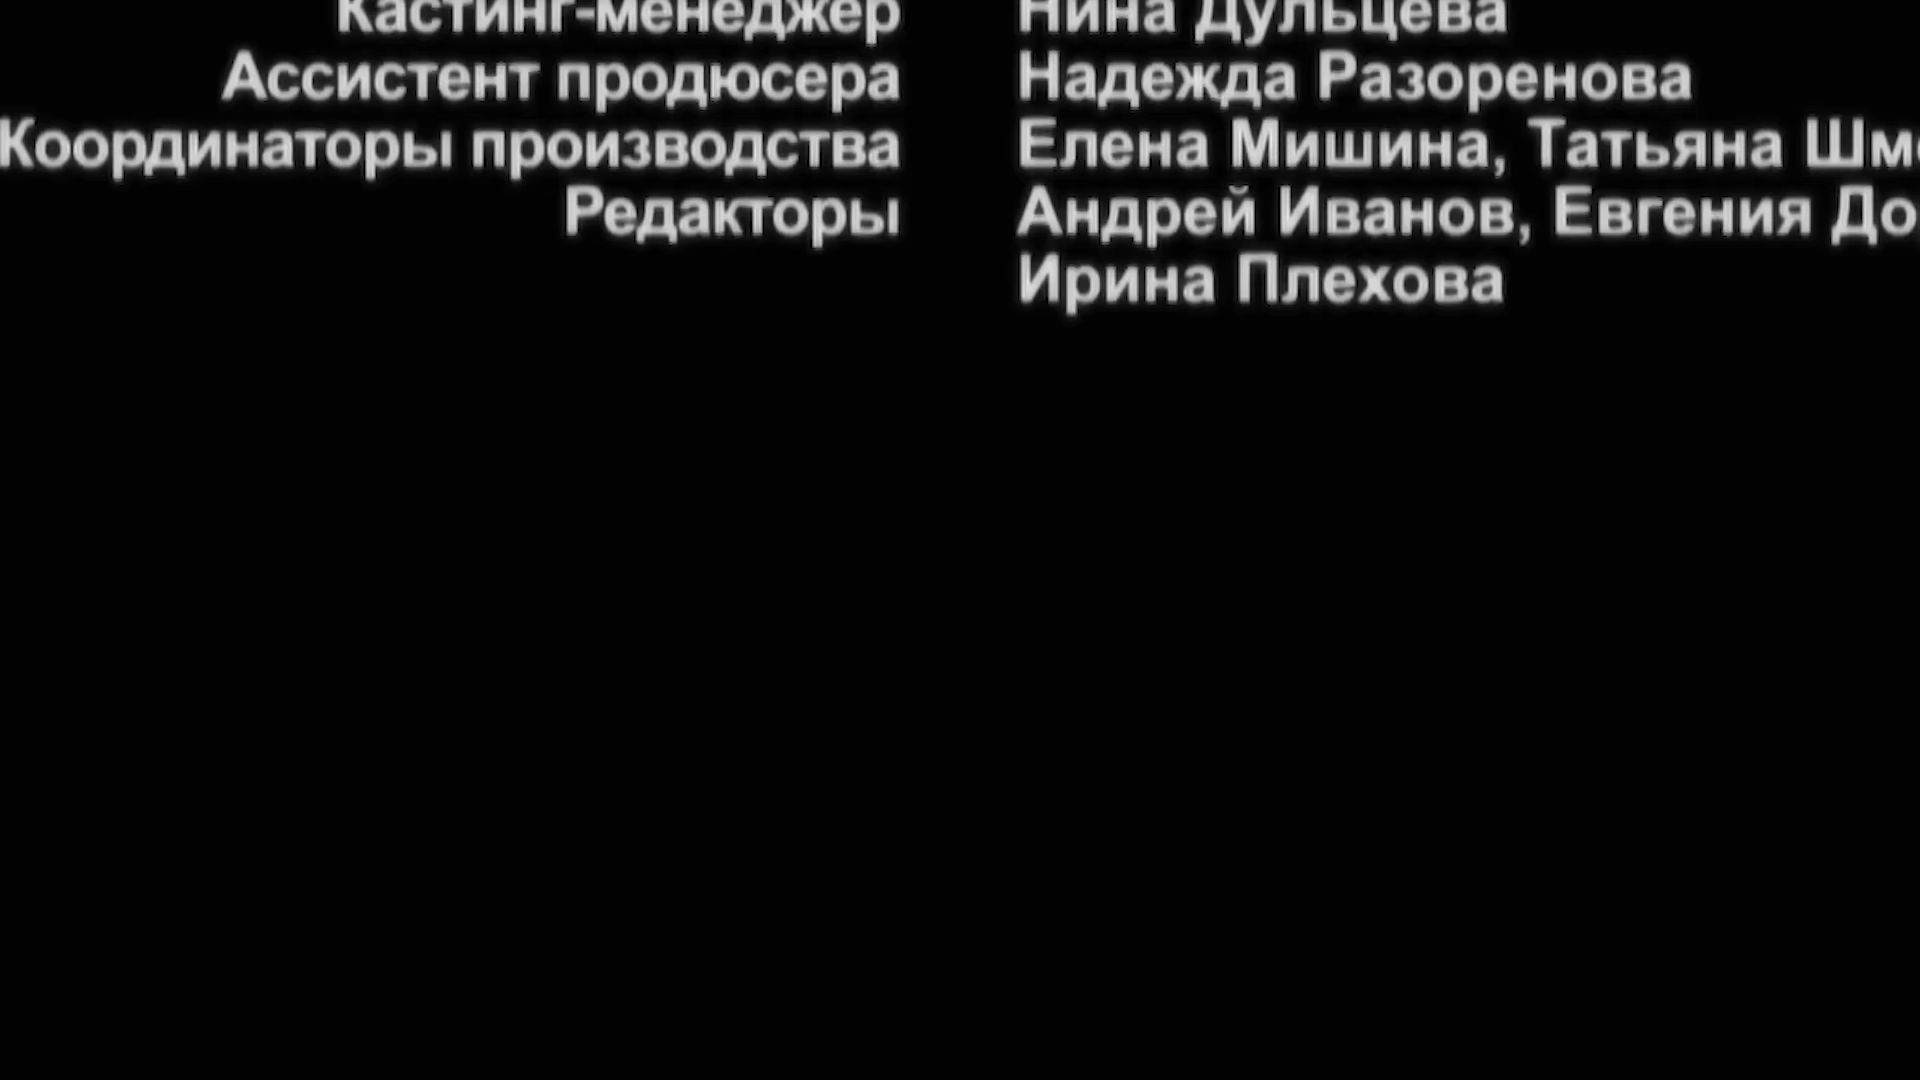 Кастинг-менеджер Нина Дульцева
Ассистент продюсера Надежда Разоренова
Координаторы производства Елена Мишина, Татьяна
Редакторы Андрей Иванов, Евгения
Ирина Плехова